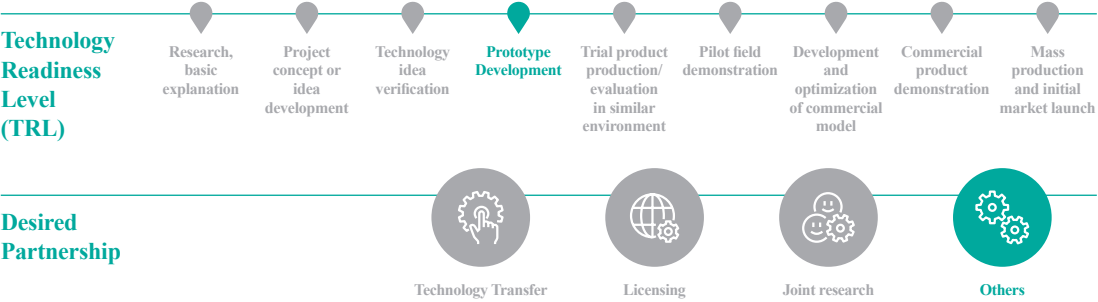 Technology
Readiness
Level
(TRL)
Research,
basic
explanation
Project
concept or
idea
development
Technology
idea
verification
Prototype
Development
Trial product
production/
evaluation
in similar
environment
Pilot field
demonstration
Development
and
optimization
of commercial
model
Commercial
product
demonstration
Mass
production
and initial
market launch
Desired
Partnership
Technology Transfer
Licensing
Joint research
Others